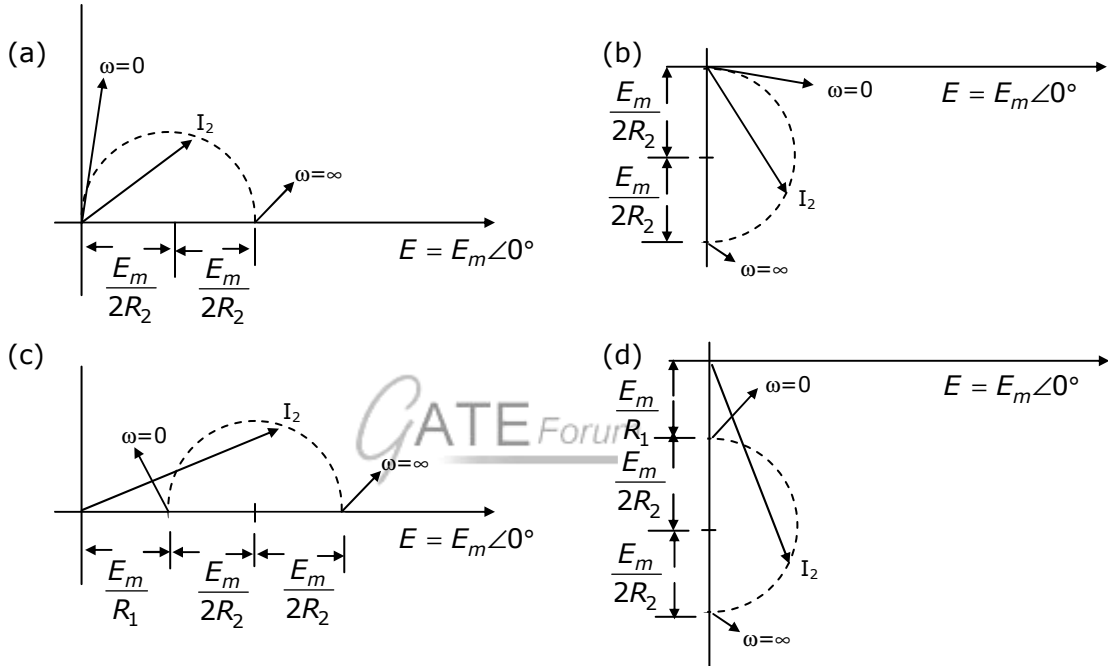 (a)
ω=0
I₂
ω=∞
E = Eₘ∠0°
Eₘ/2R₂ Eₘ/2R₂
(b)
ω=0
E = Eₘ∠0°
Eₘ/2R₂
Eₘ/2R₂
I₂
ω=∞
(c)
ω=0
I₂
ω=∞
E = Eₘ∠0°
Eₘ/R₁ Eₘ/2R₂ Eₘ/2R₂
GATE Forum
(d)
ω=0
E = Eₘ∠0°
Eₘ/R₁
Eₘ/2R₂
Eₘ/2R₂
I₂
ω=∞